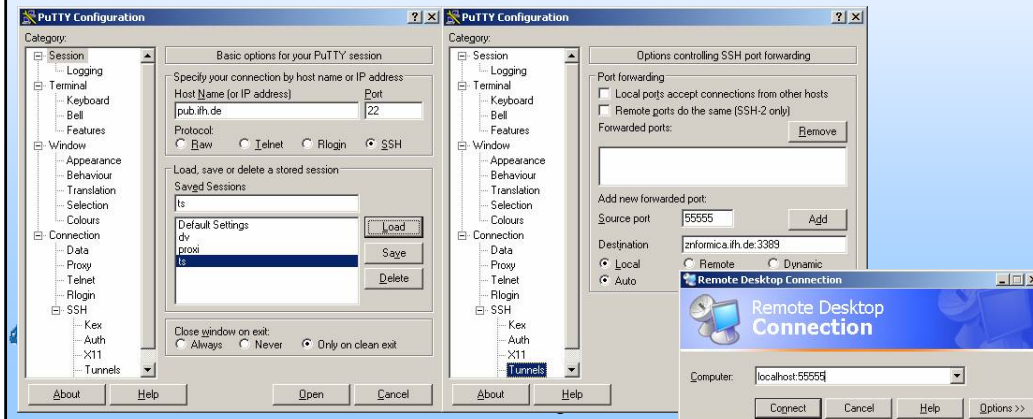 PuTTY Configuration
Category:
Session
Logging
Terminal
Keyboard
Bell
Features
Window
Appearance
Behaviour
Translation
Selection
Colours
Connection
Data
Proxy
Telnet
Rlogin
SSH
Kex
Auth
X11
Tunnels
Basic options for your PuTTY session
Specify your connection by host name or IP address
Host Name (or IP address) Port
pub.ifh.de 22
Protocol:
Raw Telnet Rlogin SSH
Load, save or delete a stored session
Saved Sessions
ts
Default Settings
dv
proxi
ts
Load
Save
Delete
Close window on exit:
Always Never Only on clean exit
About Help Open Cancel
PuTTY Configuration
Category:
Session
Logging
Terminal
Keyboard
Bell
Features
Window
Appearance
Behaviour
Translation
Selection
Colours
Connection
Data
Proxy
Telnet
Rlogin
SSH
Kex
Auth
X11
Tunnels
Options controlling SSH port forwarding
Port forwarding
Local ports accept connections from other hosts
Remote ports do the same (SSH-2 only)
Forwarded ports: Remove
Add new forwarded port:
Source port 55555 Add
Destination znformica.ifh.de:3389
Local Remote Dynamic
Auto
About Help
Remote Desktop Connection
Remote Desktop
Connection
Computer: localhost:55555
Connect Cancel Help Options >>